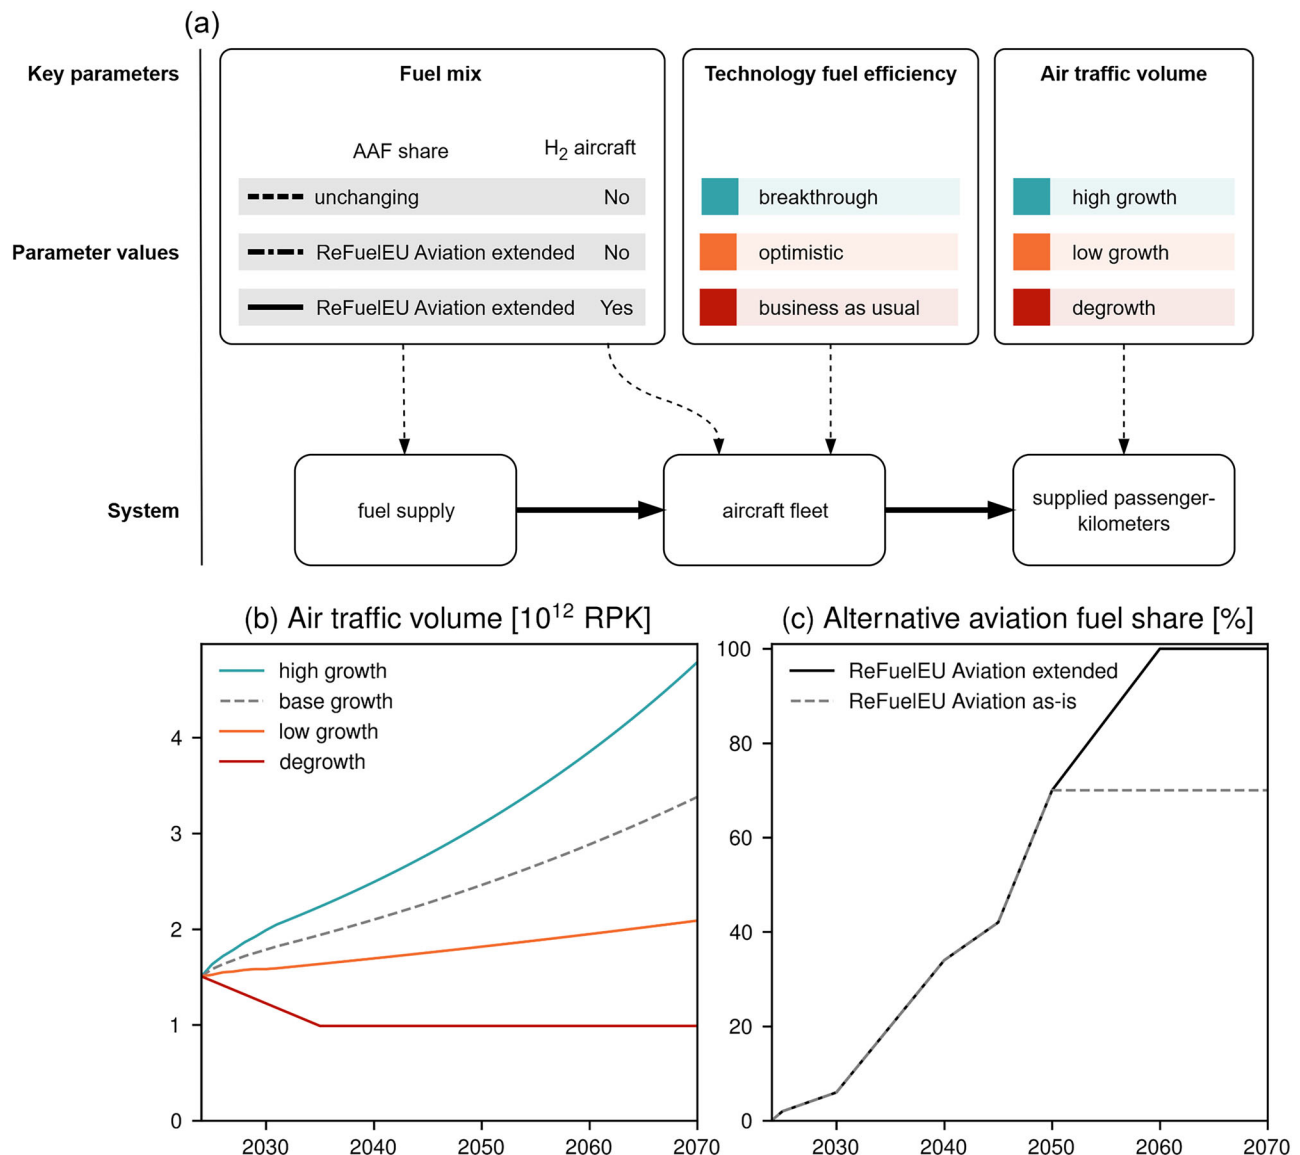 (a)
Key parameters
Fuel mix
Technology fuel efficiency
Air traffic volume
AAF share
H2 aircraft
unchanging No
breakthrough
high growth
Parameter values
ReFuelEU Aviation extended No
optimistic
low growth
ReFuelEU Aviation extended Yes
business as usual
degrowth
System
fuel supply
aircraft fleet
supplied passenger-
kilometers
(b) Air traffic volume [10^12 RPK]
high growth
base growth
low growth
degrowth
4
3
2
1
0
2030 2040 2050 2060 2070
(c) Alternative aviation fuel share [%]
ReFuelEU Aviation extended
ReFuelEU Aviation as-is
100
80
60
40
20
0
2030 2040 2050 2060 2070